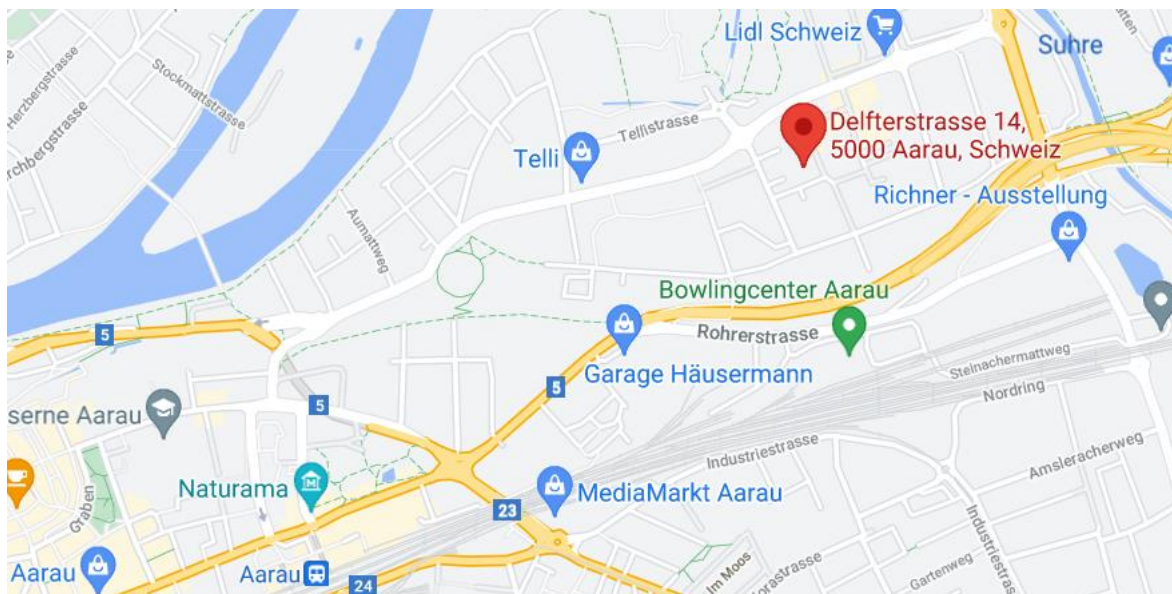 Lidl Schweiz
Suhre
Stockmattstrasse
Herzbergstrasse
Tellistrasse
Delfterstrasse 14,
5000 Aarau, Schweiz
Telli
Richner - Ausstellung
Aumattweg
Bowlingcenter Aarau
5
Rohrerstrasse
Garage Häusermann
Steinachermattweg
Nordring
5
5
serne Aarau
Industriestrasse
Amsleracherweg
Naturama
MediaMarkt Aarau
23
Graben
Industriestrasse
Im Moos
Gartenweg
Aarau
Aarau
24